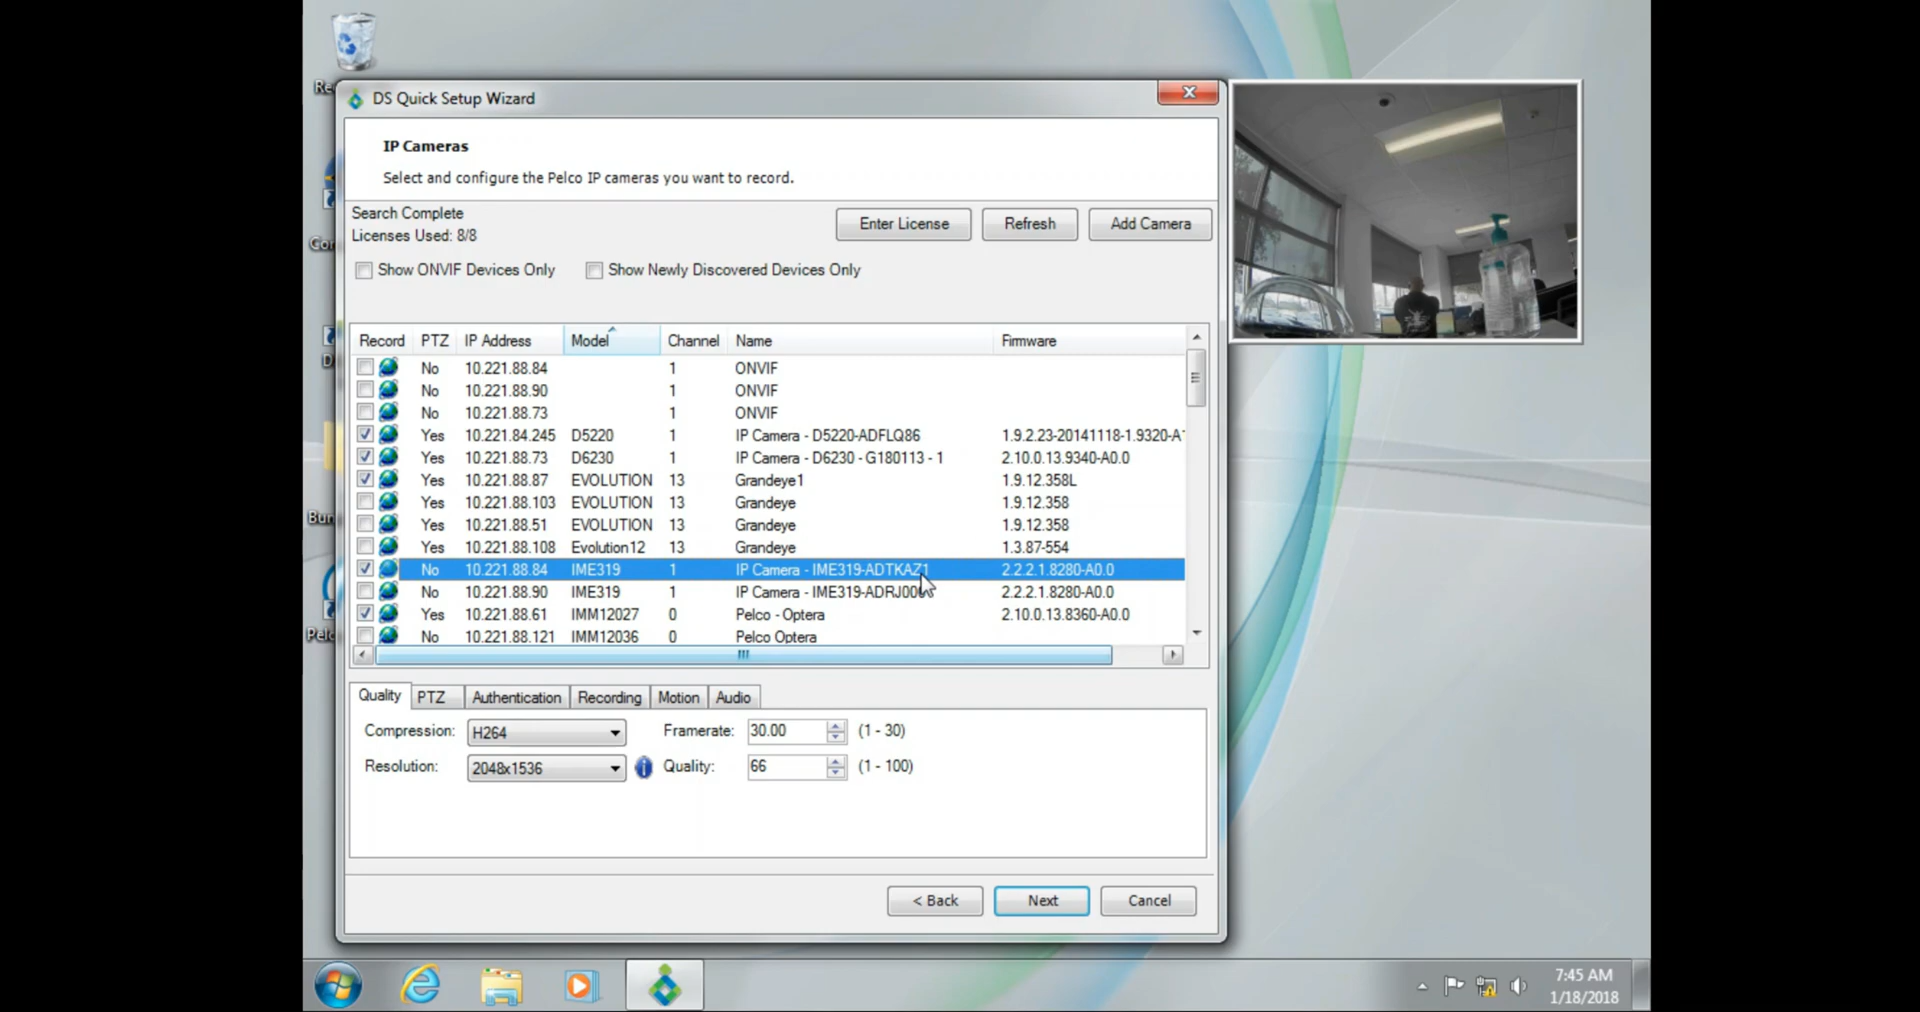 Re
DS Quick Setup Wizard
IP Cameras
Select and configure the Pelco IP cameras you want to record.
Search Complete
Licenses Used: 8/8
Enter License
Refresh
Add Camera
Show ONVIF Devices Only
Show Newly Discovered Devices Only
Record PTZ IP Address Model Channel Name Firmware
No 10.221.88.84 1 ONVIF
No 10.221.88.90 1 ONVIF
No 10.221.88.73 1 ONVIF
Yes 10.221.84.245 D5220 1 IP Camera - D5220-ADFLQ86 1.9.2.23-20141118-1.9320-A
Yes 10.221.88.73 D6230 1 IP Camera - D6230 - G180113 - 1 2.10.0.13.9340-A0.0
Yes 10.221.88.87 EVOLUTION 13 Grandeye1 1.9.12.358L
Yes 10.221.88.103 EVOLUTION 13 Grandeye 1.9.12.358
Yes 10.221.88.51 EVOLUTION 13 Grandeye 1.9.12.358
Yes 10.221.88.108 Evolution12 13 Grandeye 1.3.87-554
No 10.221.88.84 IME319 1 IP Camera - IME319-ADTKAZ1 2.2.2.1.8280-A0.0
No 10.221.88.90 IME319 1 IP Camera - 2.2.2.1.8280-A0.0
Yes 10.221.88.61 IMM12027 0 Pelco - Optera 2.10.0.13.8360-A0.0
No 10.221.88.121 IMM12036 0 Pelco Optera
Cor
D
Bun
Pelc
Quality PTZ Authentication Recording Motion Audio
Compression: H264 Framerate: 30.00 (1 - 30)
Resolution: 2048x1536 Quality: 66 (1 - 100)
< Back
Next
Cancel
7:45 AM
1/18/2018